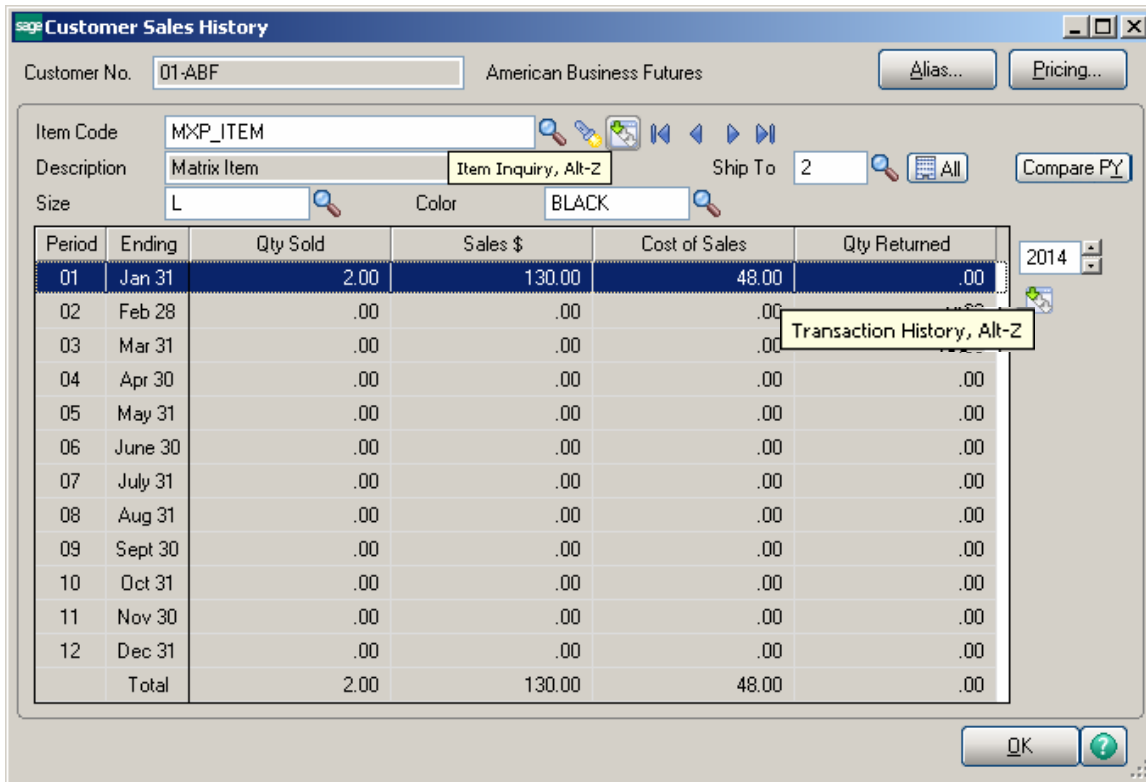 sage Customer Sales History
Customer No. 01-ABF American Business Futures Alias... Pricing...
Item Code MXP_ITEM
Description Matrix Item Item Inquiry, Alt-Z Ship To 2 All Compare PY
Size L Color BLACK
Period Ending Qty Sold Sales $ Cost of Sales Qty Returned 2014
01 Jan 31 2.00 130.00 48.00 .00
02 Feb 28 .00 .00 .00
Transaction History, Alt-Z
03 Mar 31 .00 .00 .00
04 Apr 30 .00 .00 .00 .00
05 May 31 .00 .00 .00 .00
06 June 30 .00 .00 .00 .00
07 July 31 .00 .00 .00 .00
08 Aug 31 .00 .00 .00 .00
09 Sept 30 .00 .00 .00 .00
10 Oct 31 .00 .00 .00 .00
11 Nov 30 .00 .00 .00 .00
12 Dec 31 .00 .00 .00 .00
Total 2.00 130.00 48.00 .00
OK ?